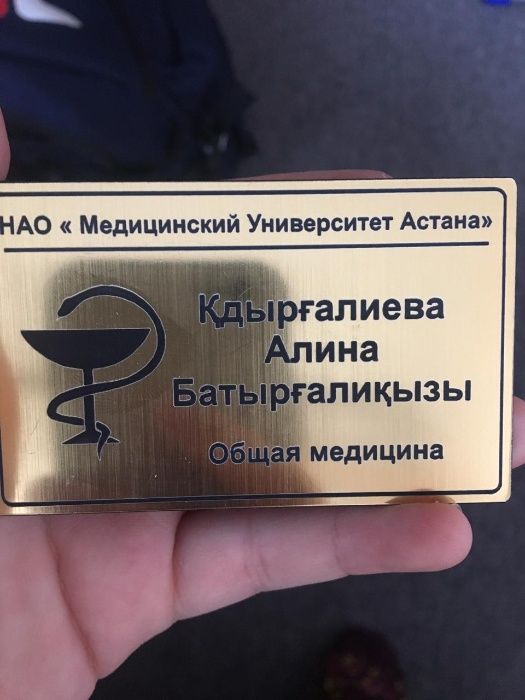 НАО « Медицинский Университет Астана»
Қдырғалиева
Алина
Батырғалиқызы
Общая медицина